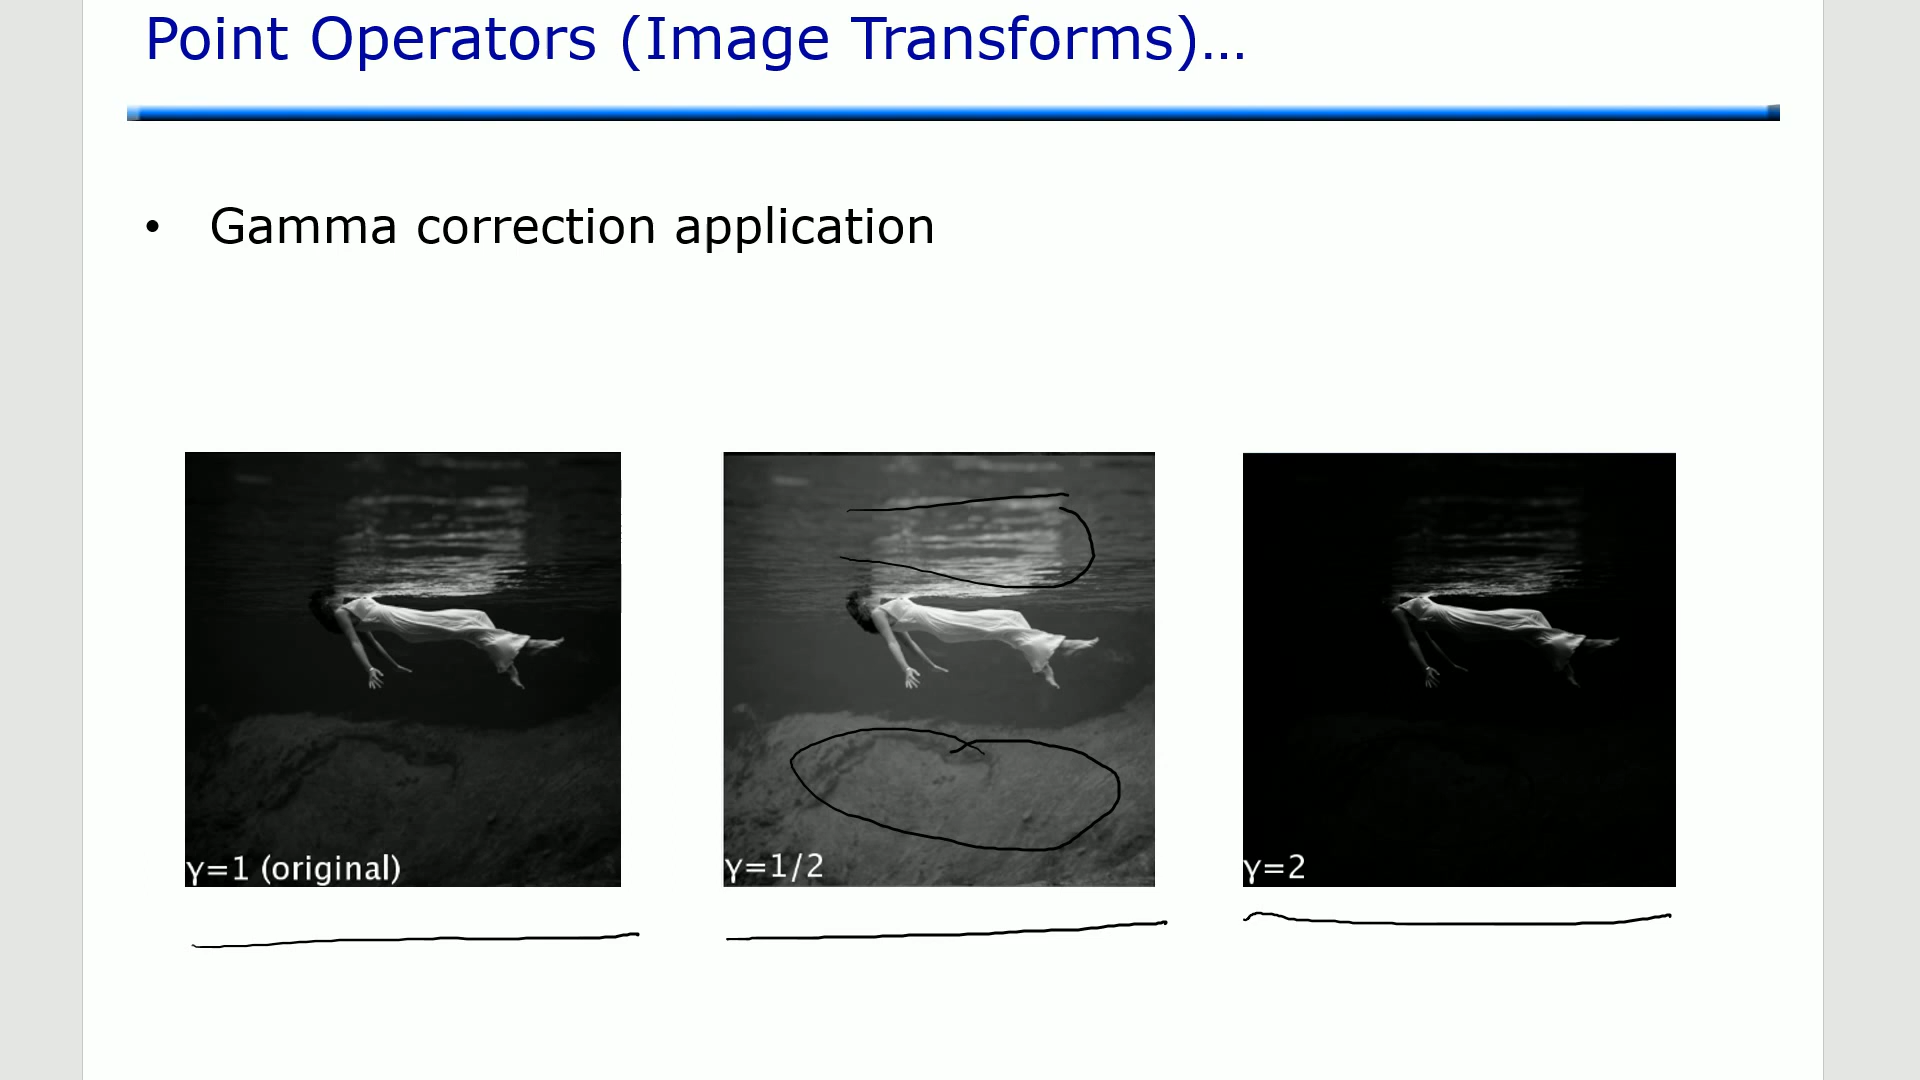 Point Operators (Image Transforms)…
• Gamma correction application
γ=1 (original)
γ=1/2
γ=2